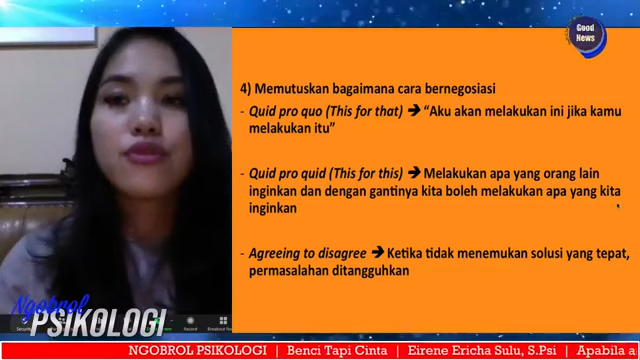 Good
News
4) Memutuskan bagaimana cara bernegosiasi
- Quid pro quo (This for that) ➔ “Aku akan melakukan ini jika kamu
melakukan itu”
- Quid pro quid (This for this) ➔ Melakukan apa yang orang lain
inginkan dan dengan gantinya kita boleh melakukan apa yang kita
inginkan
- Agreeing to disagree ➔ Ketika tidak menemukan solusi yang tepat,
permasalahan ditangguhkan
Ngobrol
PSIKOLOGI
Record
NGOBROL PSIKOLOGI | Benci Tapi Cinta | Eirene Ericha Sulu, S.Psi | Apabila a